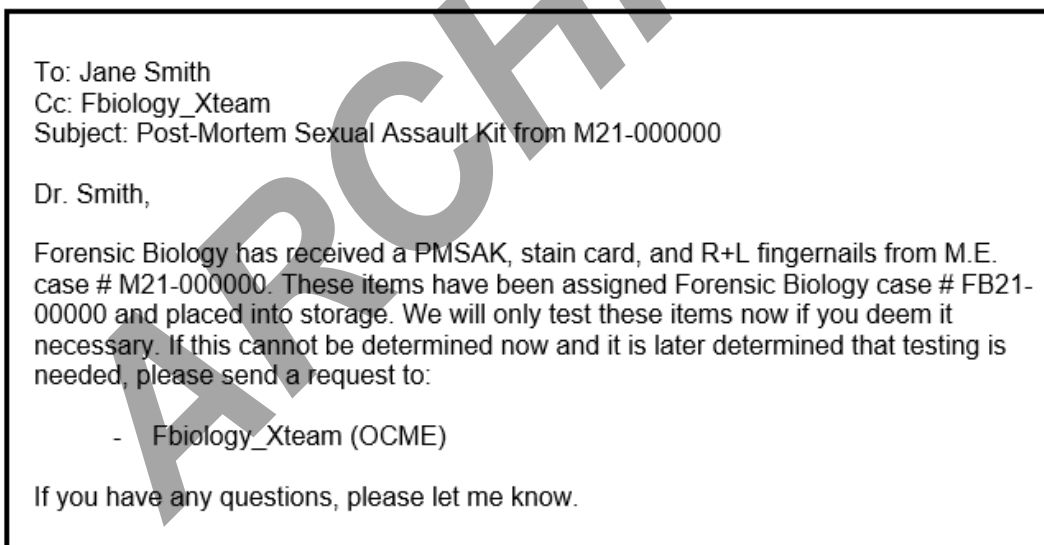 To: Jane Smith
Cc: Fbiology_Xteam
Subject: Post-Mortem Sexual Assault Kit from M21-000000
Dr. Smith,
Forensic Biology has received a PMSAK, stain card, and R+L fingernails from M.E.
case # M21-000000. These items have been assigned Forensic Biology case # FB21-
00000 and placed into storage. We will only test these items now if you deem it
necessary. If this cannot be determined now and it is later determined that testing is
needed, please send a request to:
- Fbiology_Xteam (OCME)
If you have any questions, please let me know.